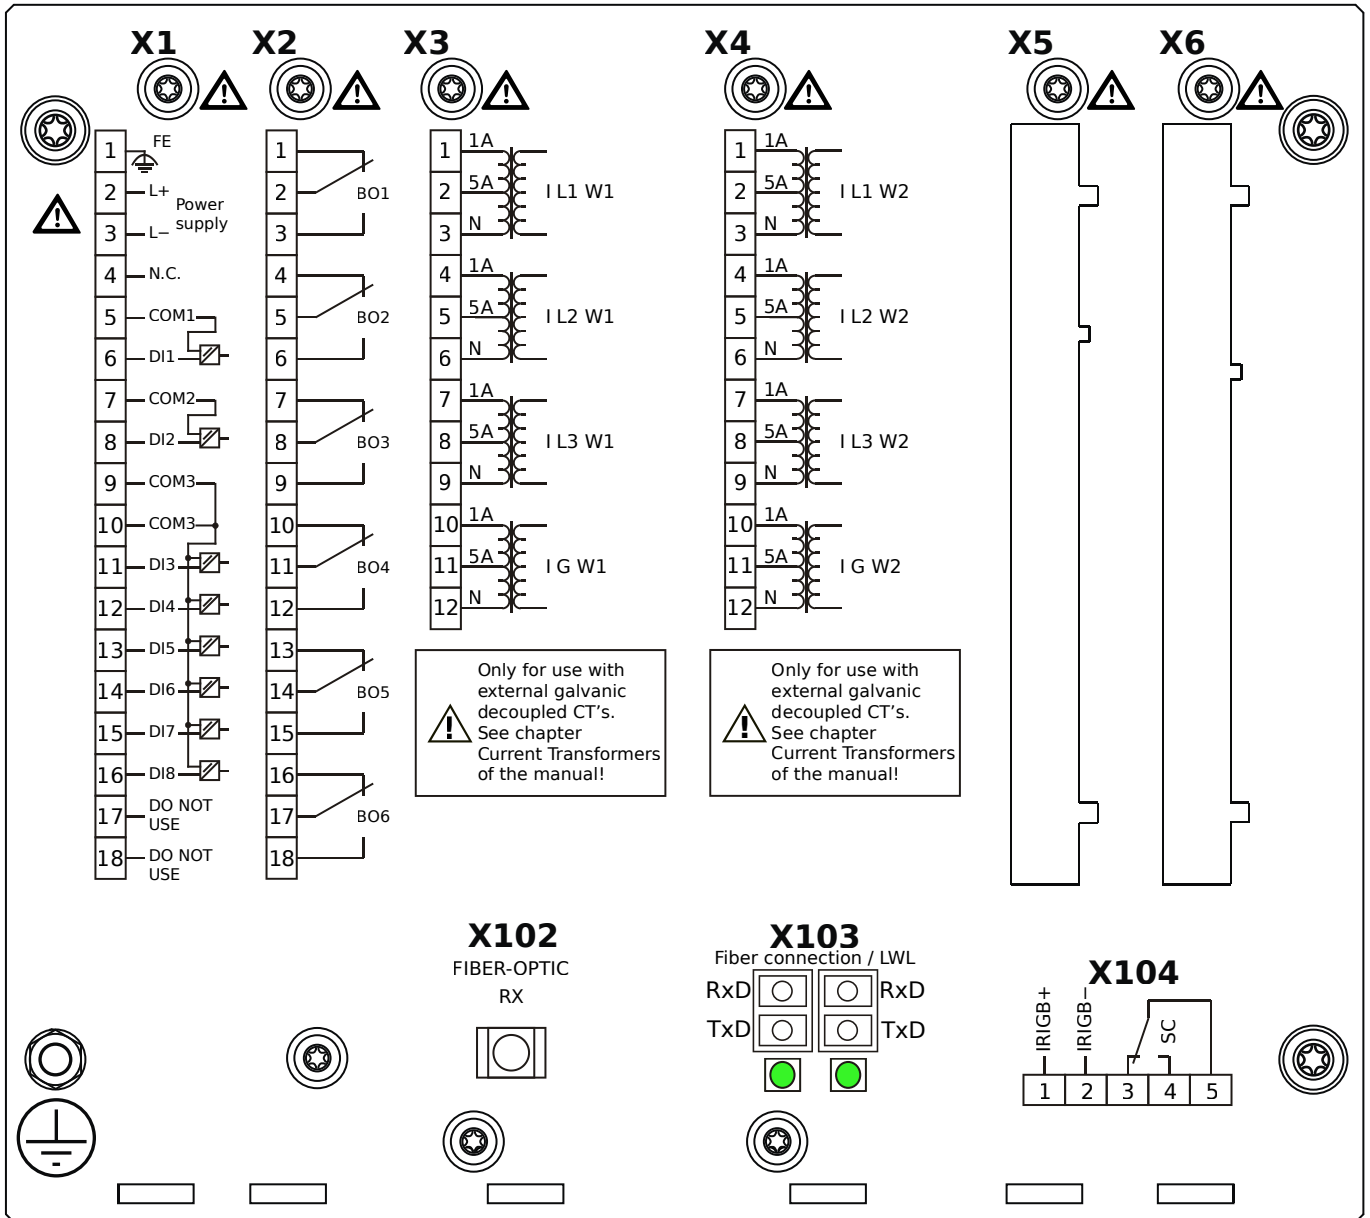 X1
X2
X3
X4
X5
X6
1 FE
2 L+
Power
supply
3 L−
4 N.C.
5 COM1
6 DI1
7 COM2
8 DI2
9 COM3
10 COM3
11 DI3
12 DI4
13 DI5
14 DI6
15 DI7
16 DI8
17 DO NOT
USE
18 DO NOT
USE
1
2 BO1
3
4
5 BO2
6
7
8 BO3
9
10
11 BO4
12
13
14 BO5
15
16
17 BO6
18
1 1A
2 5A I L1 W1
3 N
4 1A
5 5A I L2 W1
6 N
7 1A
8 5A I L3 W1
9 N
10 1A
11 5A I G W1
12 N
Only for use with
external galvanic
decoupled CT's.
See chapter
Current Transformers
of the manual!
1 1A
2 5A I L1 W2
3 N
4 1A
5 5A I L2 W2
6 N
7 1A
8 5A I L3 W2
9 N
10 1A
11 5A I G W2
12 N
Only for use with
external galvanic
decoupled CT's.
See chapter
Current Transformers
of the manual!
X102
FIBER-OPTIC
RX
X103
Fiber connection / LWL
RxD RxD
TxD TxD
X104
IRIGB+
IRIGB−
SC
1 2 3 4 5